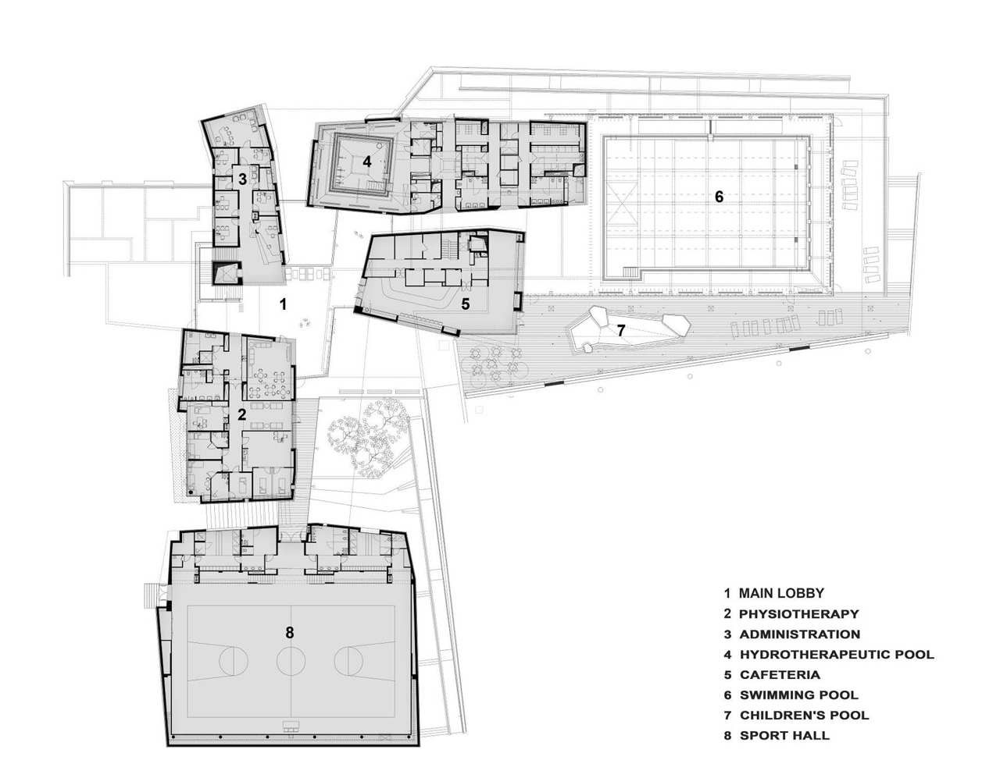 3
4
6
1
5
7
2
8
1 MAIN LOBBY
2 PHYSIOTHERAPY
3 ADMINISTRATION
4 HYDROTHERAPEUTIC POOL
5 CAFETERIA
6 SWIMMING POOL
7 CHILDREN'S POOL
8 SPORT HALL